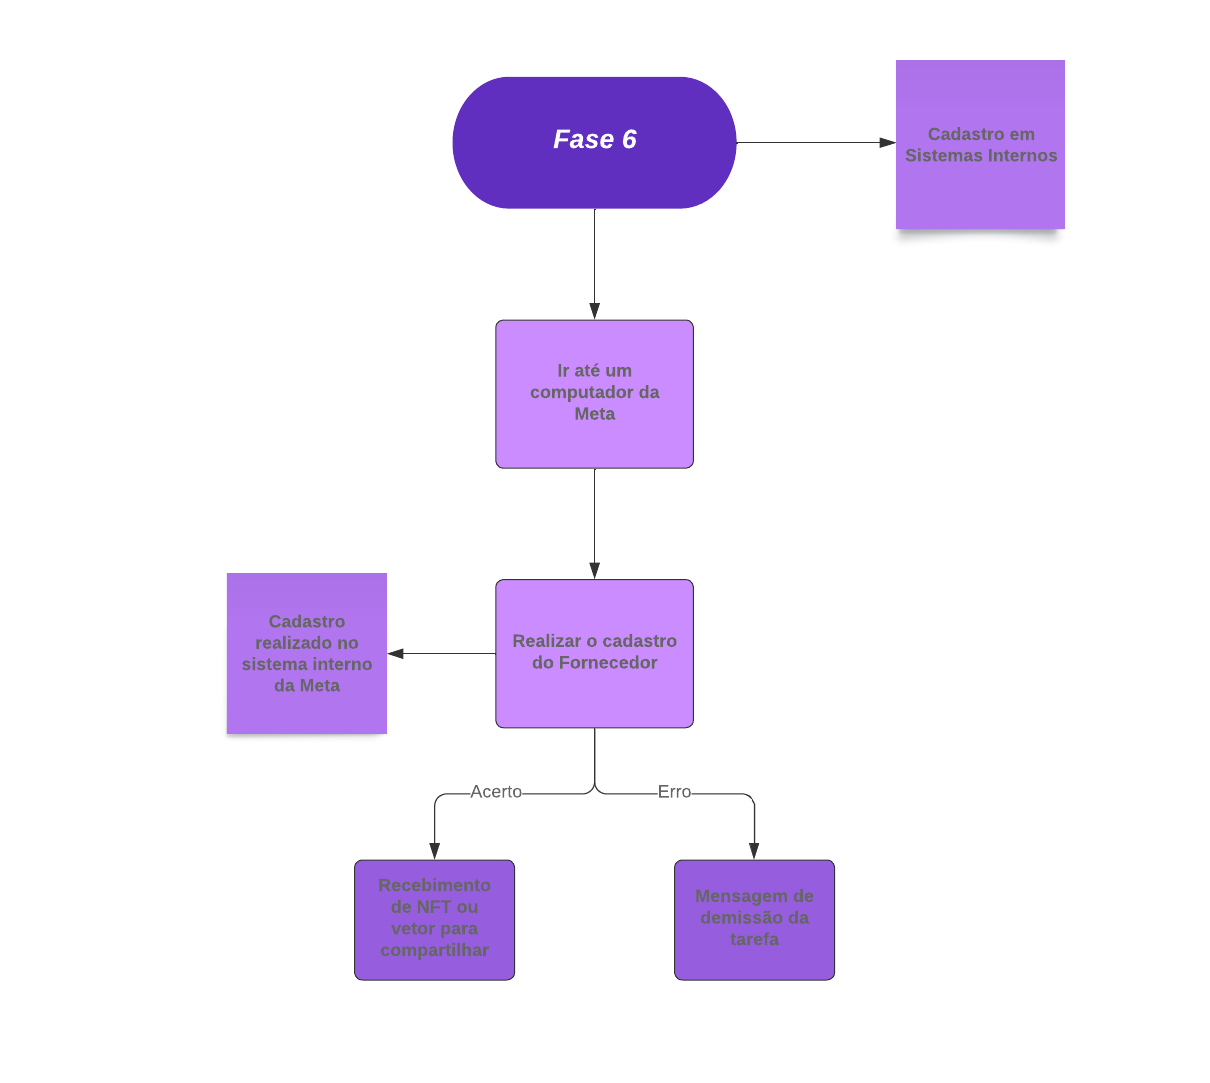 Fase 6
Cadastro em
Sistemas Internos
Ir até um
computador da
Meta
Cadastro
realizado no
sistema interno
da Meta
Realizar o cadastro
do Fornecedor
Acerto
Erro
Recebimento
de NFT ou
vetor para
compartilhar
Mensagem de
demissão da
tarefa